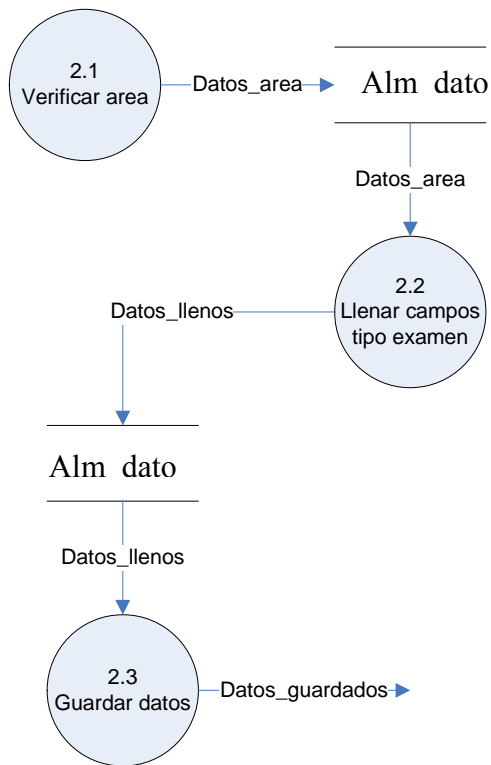 2.1
Verificar area
Datos_area
Alm dato
Datos_area
2.2
Llenar campos
tipo examen
Datos_llenos
Alm dato
Datos_llenos
2.3
Guardar datos
Datos_guardados